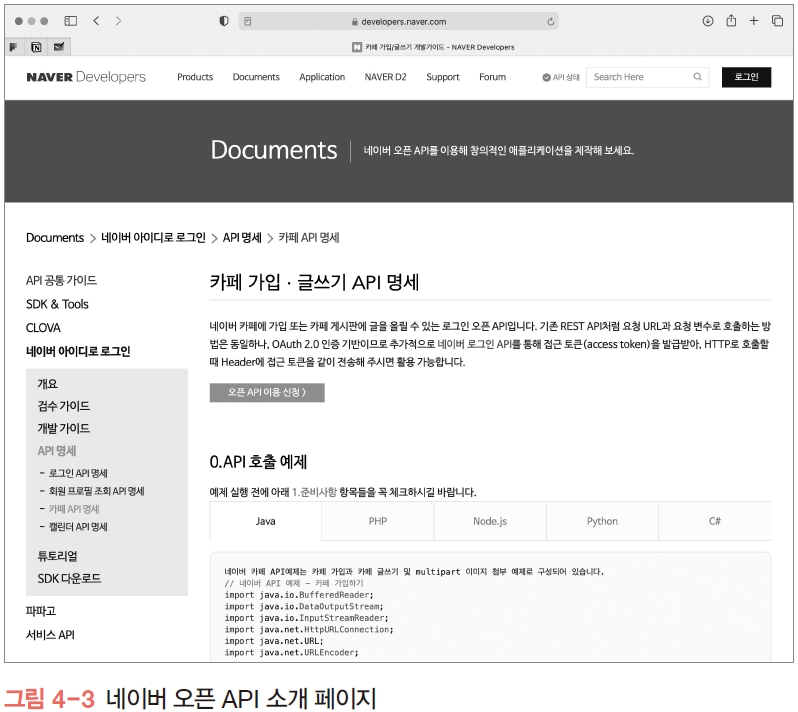 developers.naver.com
카페 가입/글쓰기 개발가이드 - NAVER Developers
NAVER Developers
Products
Documents
Application
NAVER D2
Support
Forum
API 상태
Search Here
로그인
Documents
네이버 오픈 API를 이용해 창의적인 애플리케이션을 제작해 보세요.
Documents > 네이버 아이디로 로그인 > API 명세 > 카페 API 명세
API 공통 가이드
SDK & Tools
CLOVA
네이버 아이디로 로그인
개요
검수 가이드
개발 가이드
API 명세
- 로그인 API 명세
- 회원 프로필 조회 API 명세
- 카페 API 명세
- 캘린더 API 명세
튜토리얼
SDK 다운로드
파파고
서비스 API
카페 가입 · 글쓰기 API 명세
네이버 카페에 가입 또는 카페 게시판에 글을 올릴 수 있는 로그인 오픈 API입니다. 기존 REST API처럼 요청 URL과 요청 변수로 호출하는 방
법은 동일하나, OAuth 2.0 인증 기반이므로 추가적으로 네이버 로그인 API를 통해 접근 토큰(access token)을 발급받아, HTTP로 호출할
때 Header에 접근 토큰을 같이 전송해 주시면 활용 가능합니다.
오픈 API 이용 신청 >
0.API 호출 예제
예제 실행 전에 아래 1.준비사항 항목들을 꼭 체크하시길 바랍니다.
Java
PHP
Node.js
Python
C#
네이버 카페 API예제는 카페 가입과 카페 글쓰기 및 multipart 이미지 첨부 예제로 구성되어 있습니다.
// 네이버 API 예제 - 카페 가입하기
import java.io.BufferedReader;
import java.io.DataOutputStream;
import java.io.InputStreamReader;
import java.net.HttpURLConnection;
import java.net.URL;
import java.net.URLEncoder;
그림 4-3 네이버 오픈 API 소개 페이지